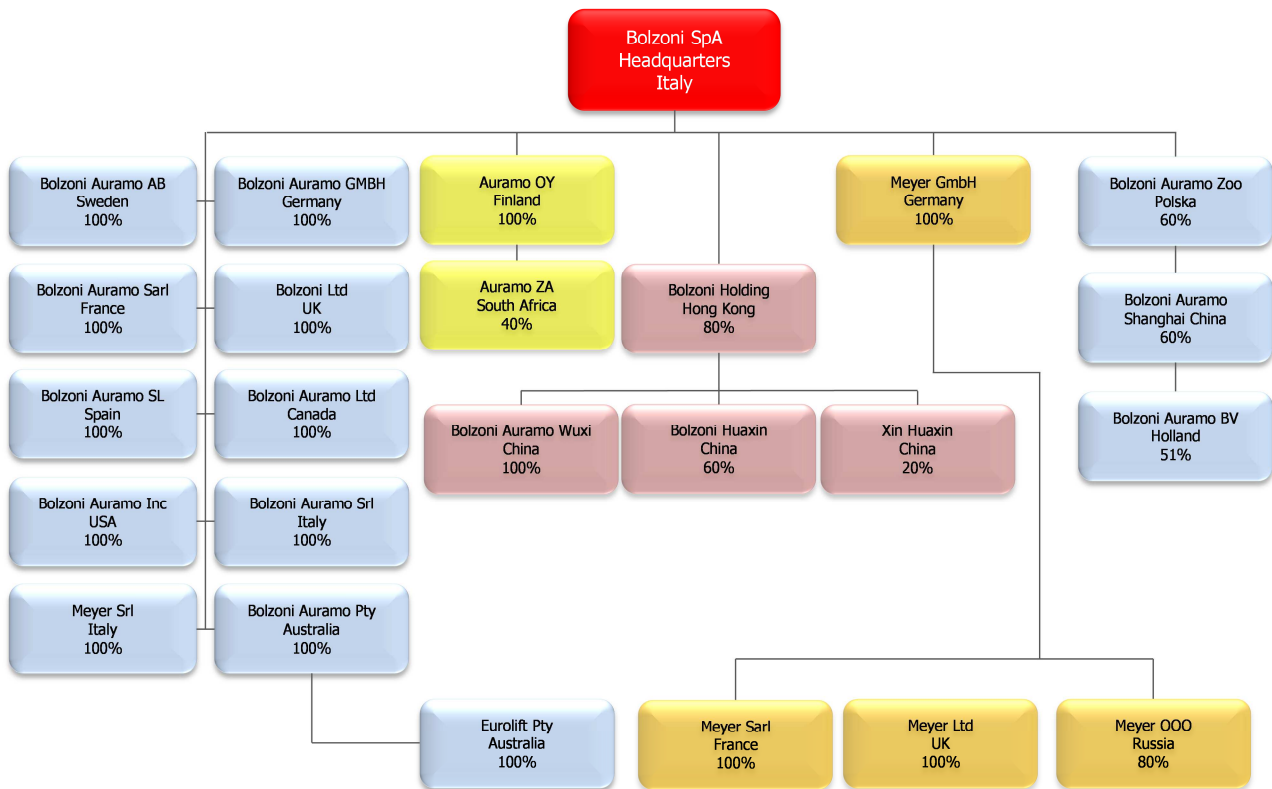 Bolzoni SpA
Headquarters
Italy
Bolzoni Auramo AB
Sweden
100%
Bolzoni Auramo GMBH
Germany
100%
Auramo OY
Finland
100%
Meyer GmbH
Germany
100%
Bolzoni Auramo Zoo
Polska
60%
Bolzoni Auramo Sarl
France
100%
Bolzoni Ltd
UK
100%
Auramo ZA
South Africa
40%
Bolzoni Holding
Hong Kong
80%
Bolzoni Auramo
Shanghai China
60%
Bolzoni Auramo SL
Spain
100%
Bolzoni Auramo Ltd
Canada
100%
Bolzoni Auramo Wuxi
China
100%
Bolzoni Huaxin
China
60%
Xin Huaxin
China
20%
Bolzoni Auramo BV
Holland
51%
Bolzoni Auramo Inc
USA
100%
Bolzoni Auramo Srl
Italy
100%
Meyer Srl
Italy
100%
Bolzoni Auramo Pty
Australia
100%
Eurolift Pty
Australia
100%
Meyer Sarl
France
100%
Meyer Ltd
UK
100%
Meyer OOO
Russia
80%